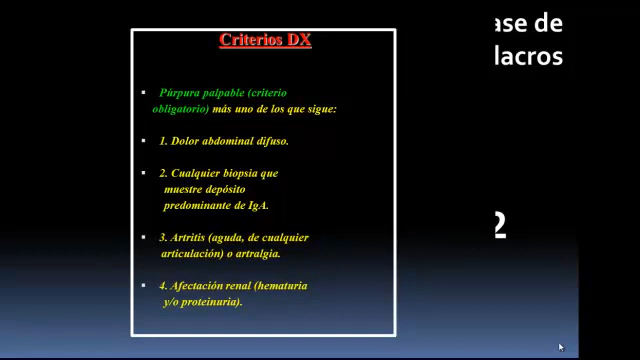 Criterios DX
Púrpura palpable (criterio
obligatorio) más uno de los que sigue:
1. Dolor abdominal difuso.
2. Cualquier biopsia que
muestre depósito
predominante de IgA.
3. Artritis (aguda, de cualquier
articulación) o artralgia.
4. Afectación renal (hematuria
y/o proteinuria).
ase de
lacros
2